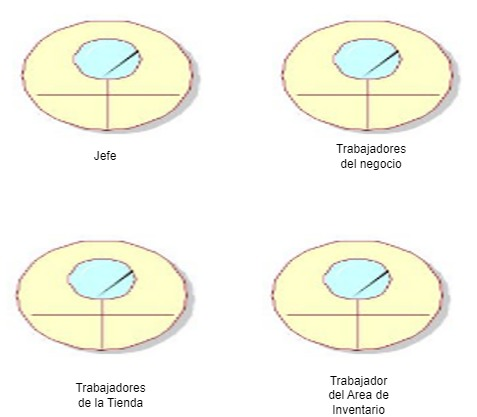 Jefe
Trabajadores
del negocio
Trabajadores
de la Tienda
Trabajador
del Area de
Inventario